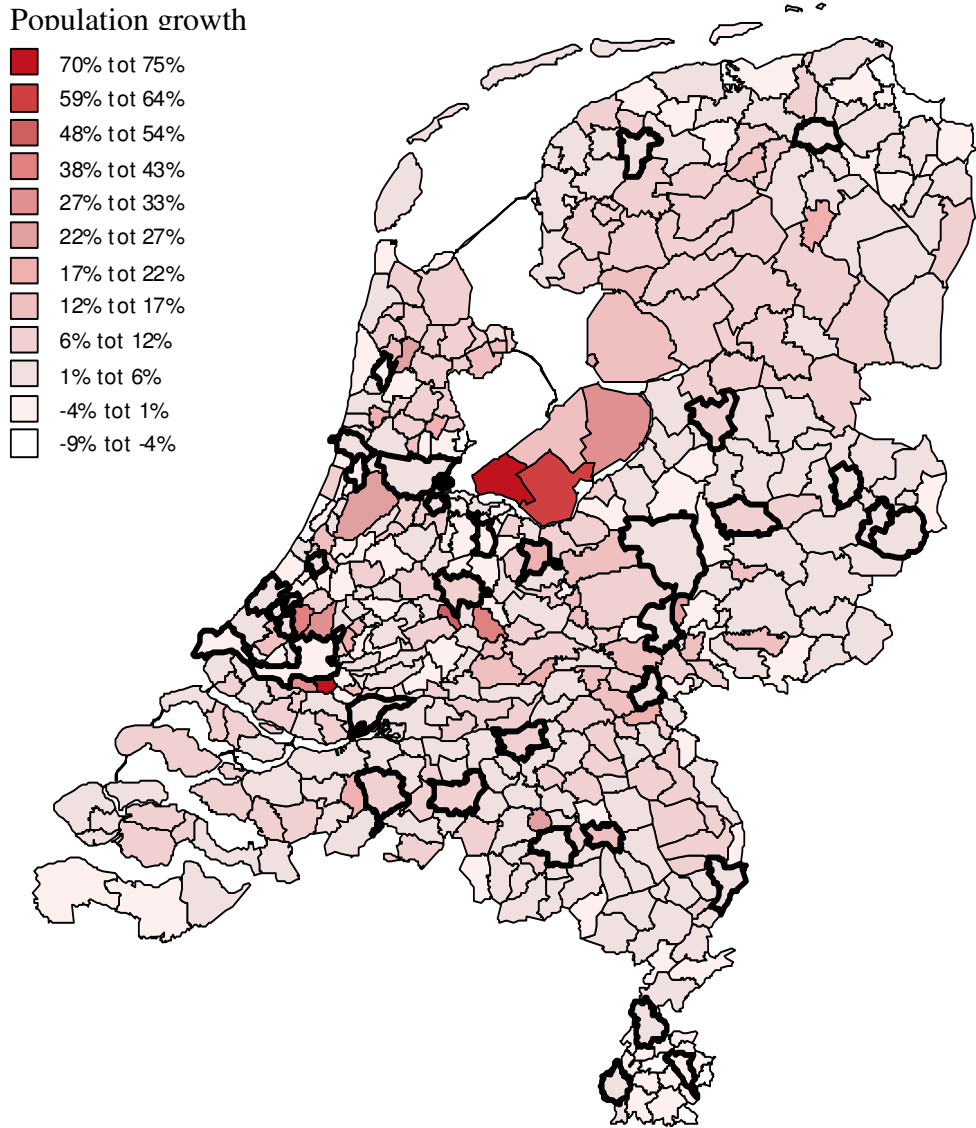 Population growth
70% tot 75%
59% tot 64%
48% tot 54%
38% tot 43%
27% tot 33%
22% tot 27%
17% tot 22%
12% tot 17%
6% tot 12%
1% tot 6%
-4% tot 1%
-9% tot -4%